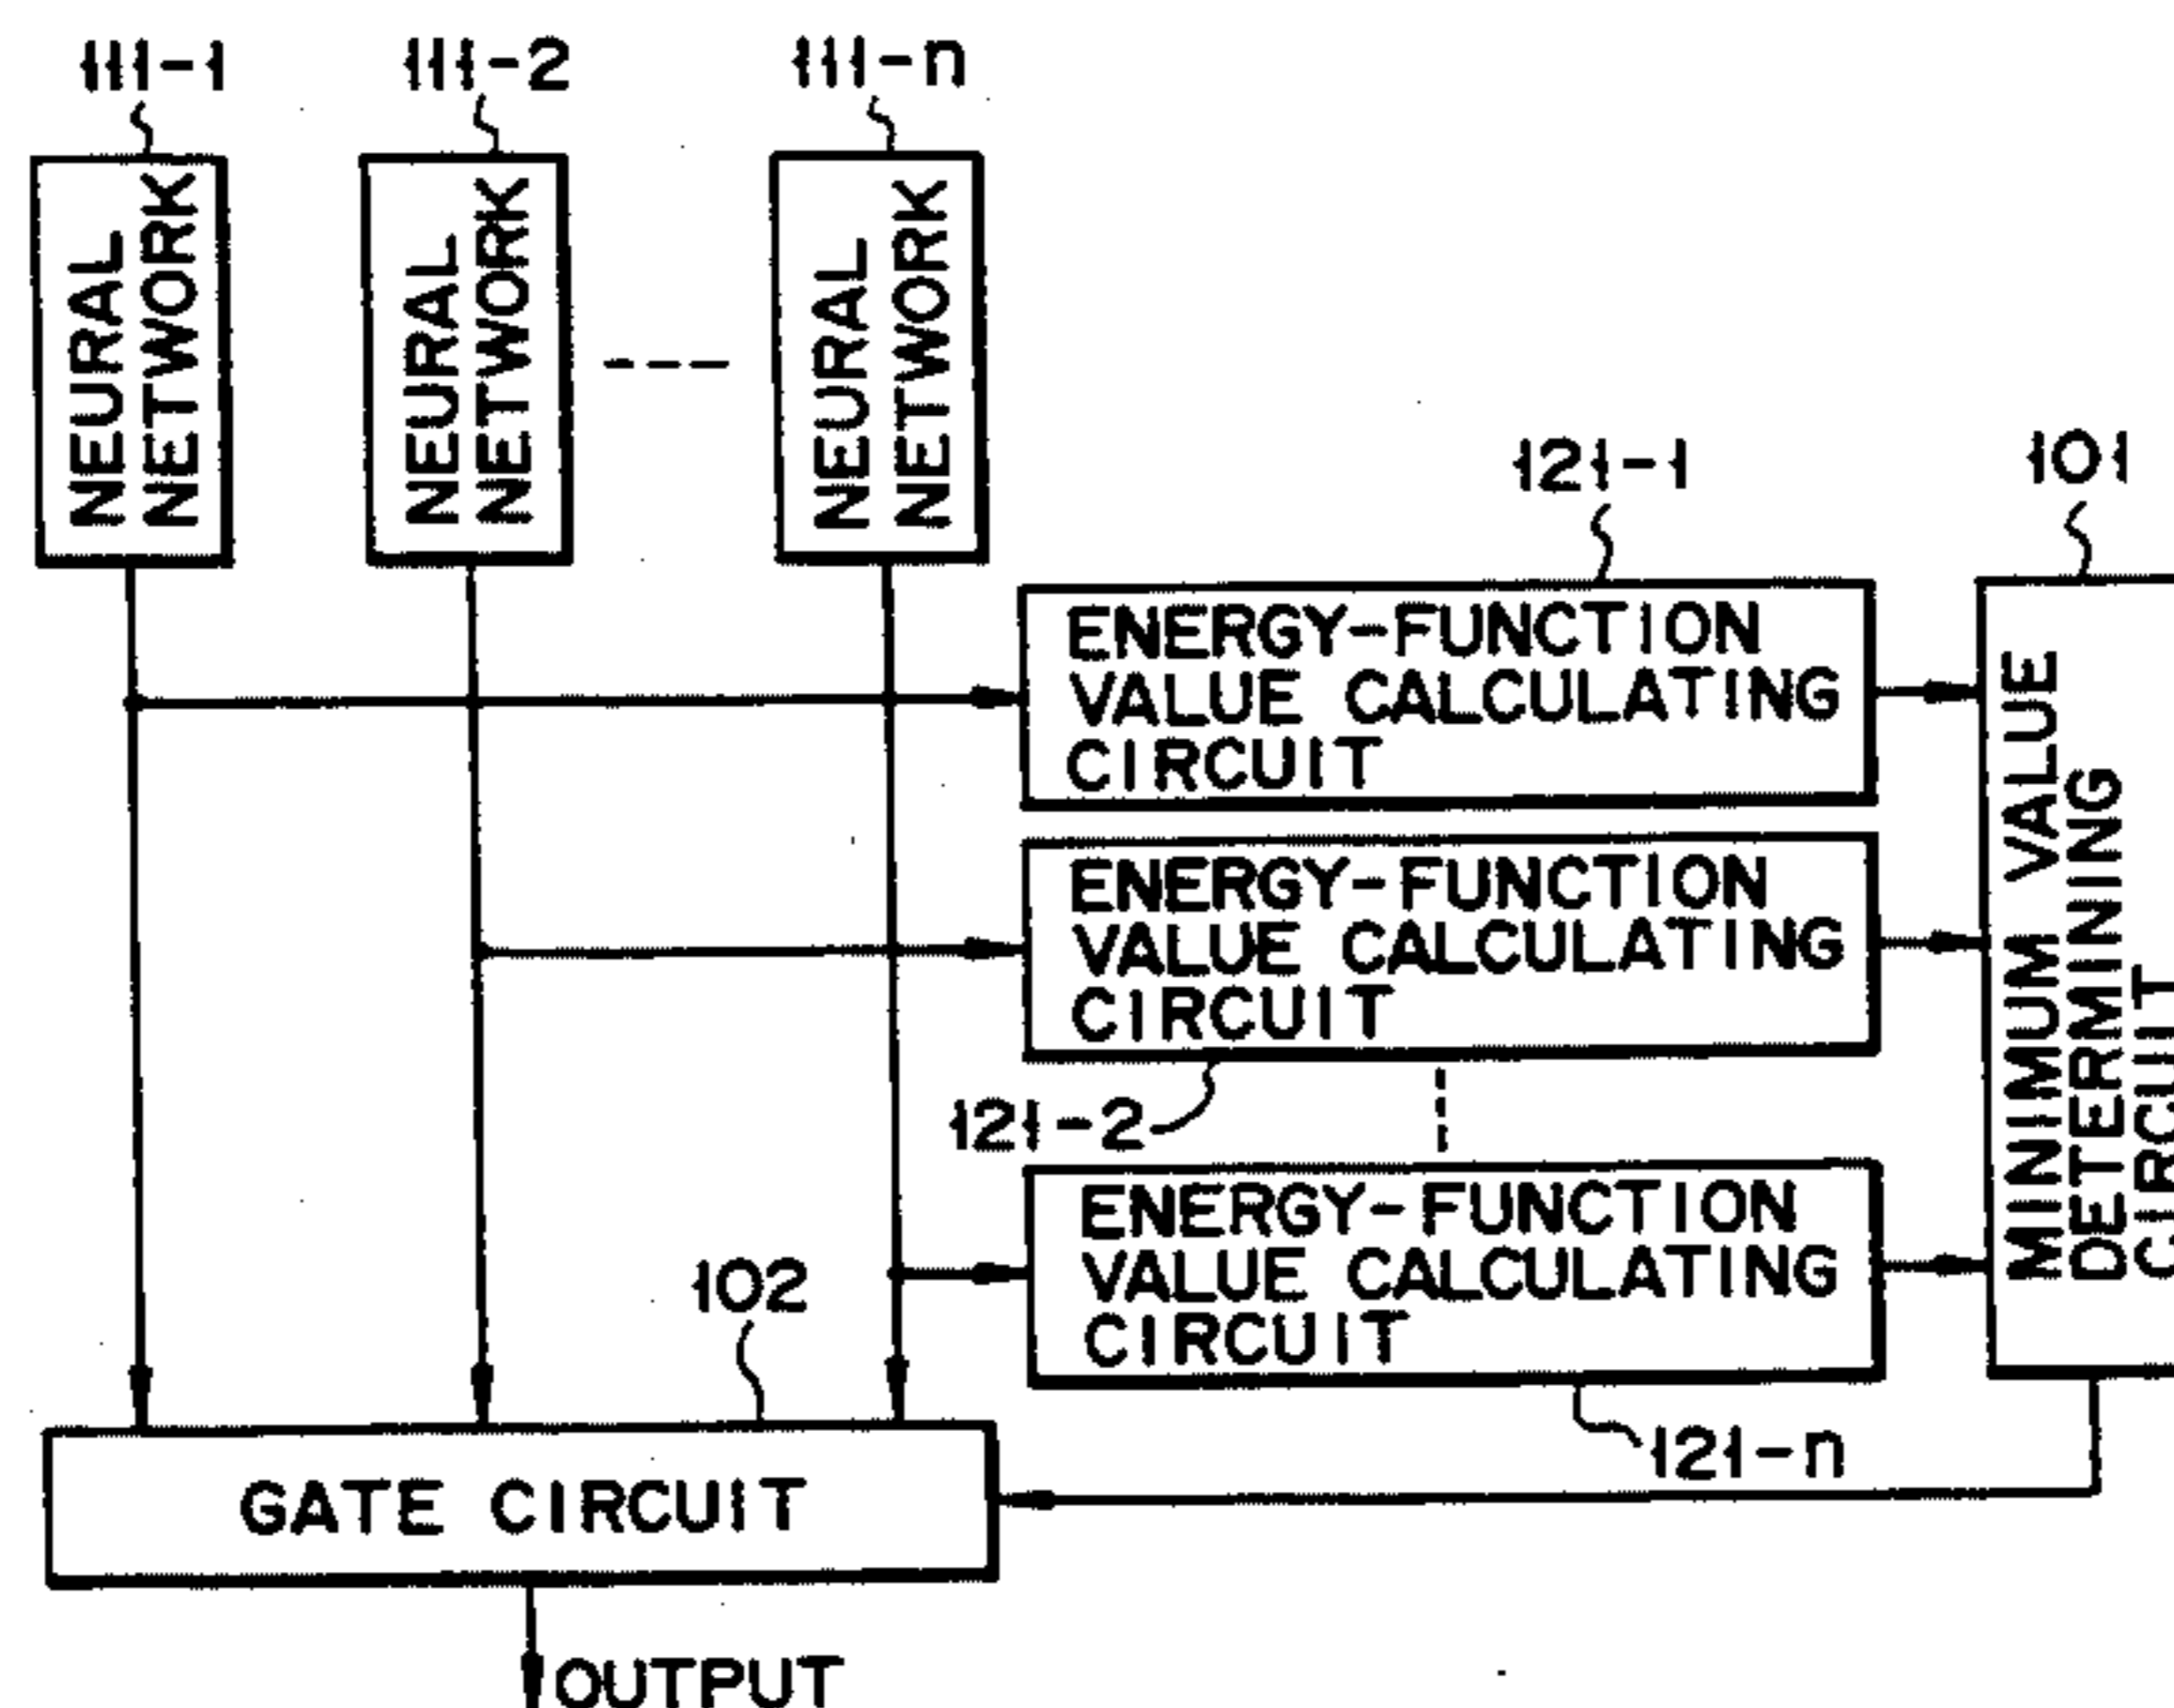 111-1
111-2
111-n
NEURAL
NETWORK
NEURAL
NETWORK
NEURAL
NETWORK
121-1
101
ENERGY-FUNCTION
VALUE CALCULATING
CIRCUIT
ENERGY-FUNCTION
VALUE CALCULATING
CIRCUIT
121-2
ENERGY-FUNCTION
VALUE CALCULATING
CIRCUIT
121-n
MINIMUM VALUE
DETERMINING
CIRCUIT
102
GATE CIRCUIT
OUTPUT